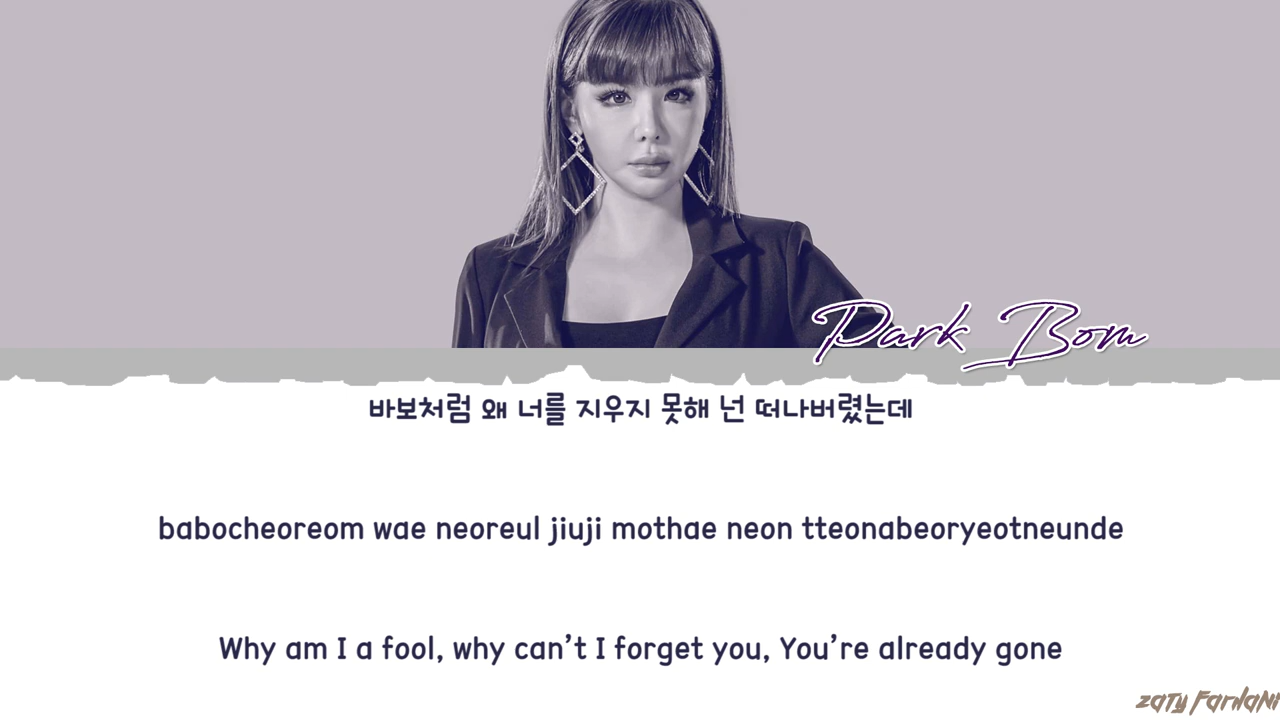 Park Bom
바보처럼 왜 너를 지우지 못해 넌 떠나버렸는데
babocheoreom wae neoreul jiuji mothae neon tteonabeoryeotneunde
Why am I a fool, why can't I forget you, You're already gone
zaty Farhani